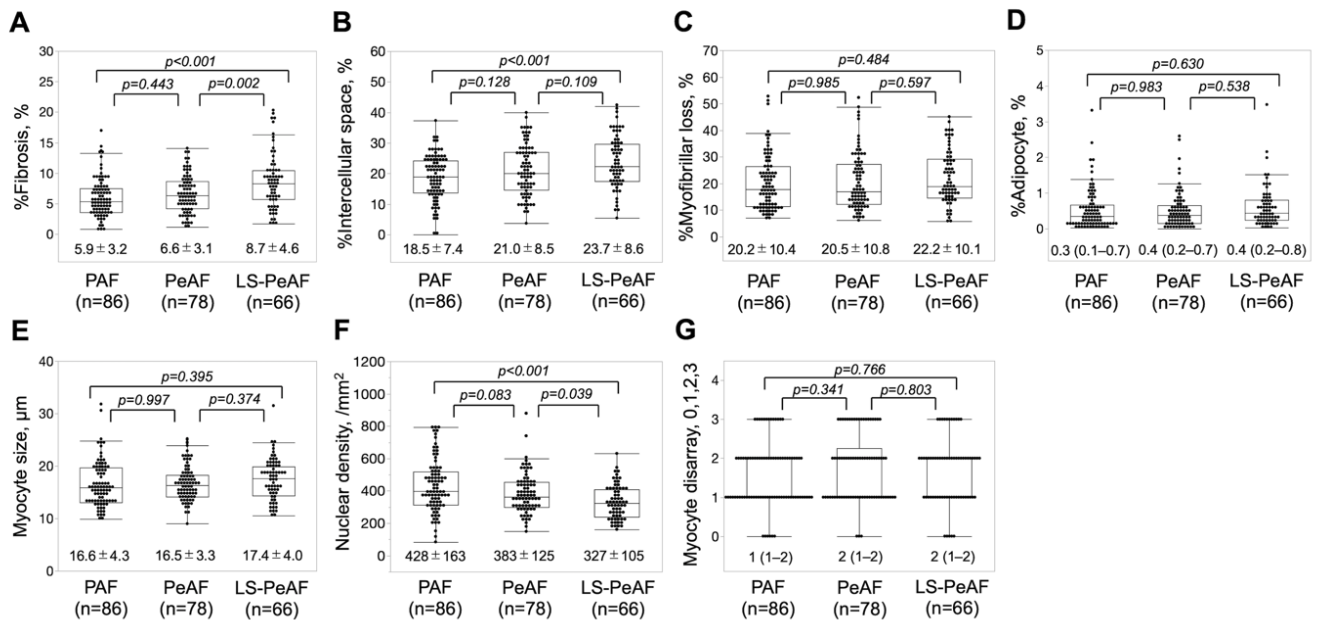 A
%Fibrosis, %
30
25
20
15
10
5
0
p<0.001
p=0.443
p=0.002
5.9±3.2
6.6±3.1
8.7±4.6
PAF
(n=86)
PeAF
(n=78)
LS-PeAF
(n=66)
B
%Intercellular space, %
60
50
40
30
20
10
0
p<0.001
p=0.128
p=0.109
18.5±7.4
21.0±8.5
23.7±8.6
PAF
(n=86)
PeAF
(n=78)
LS-PeAF
(n=66)
C
%Myofibrillar loss, %
70
60
50
40
30
20
10
0
p=0.484
p=0.985
p=0.597
20.2±10.4
20.5±10.8
22.2±10.1
PAF
(n=86)
PeAF
(n=78)
LS-PeAF
(n=66)
D
%Adipocyte, %
5
4
3
2
1
0
p=0.630
p=0.983
p=0.538
0.3 (0.1–0.7)
0.4 (0.2–0.7)
0.4 (0.2–0.8)
PAF
(n=86)
PeAF
(n=78)
LS-PeAF
(n=66)
E
Myocyte size, μm
40
30
20
10
0
p=0.395
p=0.997
p=0.374
16.6±4.3
16.5±3.3
17.4±4.0
PAF
(n=86)
PeAF
(n=78)
LS-PeAF
(n=66)
F
Nuclear density, /mm2
1200
1000
800
600
400
200
0
p<0.001
p=0.083
p=0.039
428±163
383±125
327±105
PAF
(n=86)
PeAF
(n=78)
LS-PeAF
(n=66)
G
Myocyte disarray, 0,1,2,3
4
3
2
1
0
p=0.766
p=0.341
p=0.803
1 (1–2)
2 (1–2)
2 (1–2)
PAF
(n=86)
PeAF
(n=78)
LS-PeAF
(n=66)